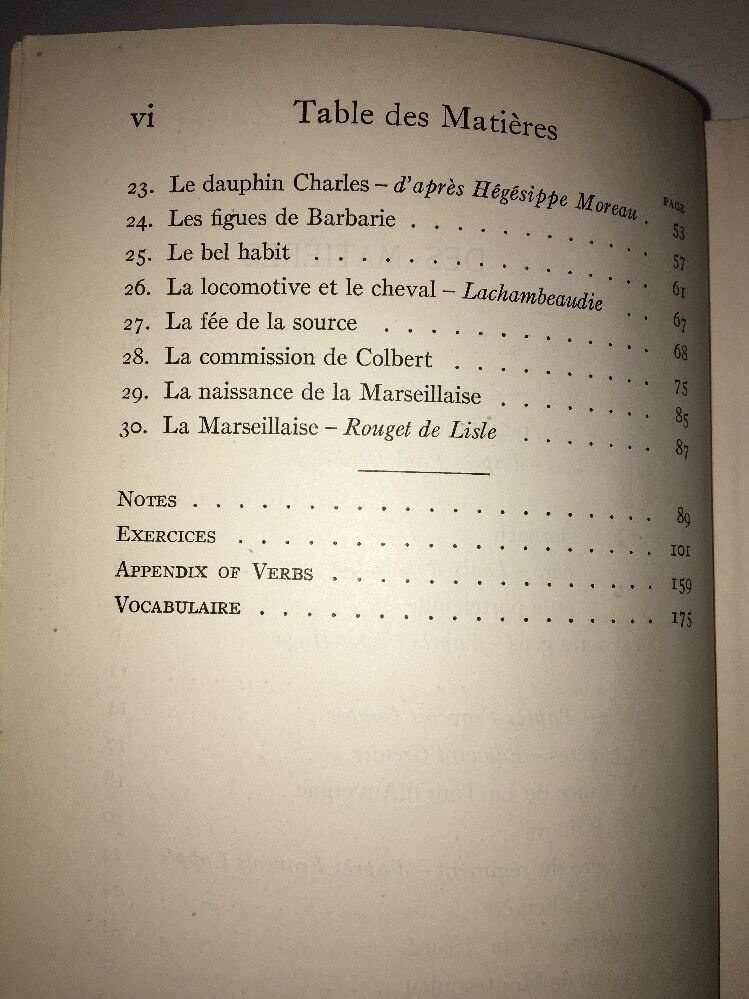 vi Table des Matières
PAGE
23. Le dauphin Charles – d'après Hégésippe Moreau . 53
24. Les figues de Barbarie . . . . . . . . . . 57
25. Le bel habit . . . . . . . . . . . . . 61
26. La locomotive et le cheval – Lachambeaudie . . 67
27. La fée de la source . . . . . . . . . . . 68
28. La commission de Colbert . . . . . . . . . 75
29. La naissance de la Marseillaise . . . . . . . 85
30. La Marseillaise – Rouget de Lisle . . . . . . . 87
NOTES . . . . . . . . . . . . . . . . . . 89
EXERCICES . . . . . . . . . . . . . . . . 101
APPENDIX OF VERBS . . . . . . . . . . . . . 159
VOCABULAIRE . . . . . . . . . . . . . . . 175